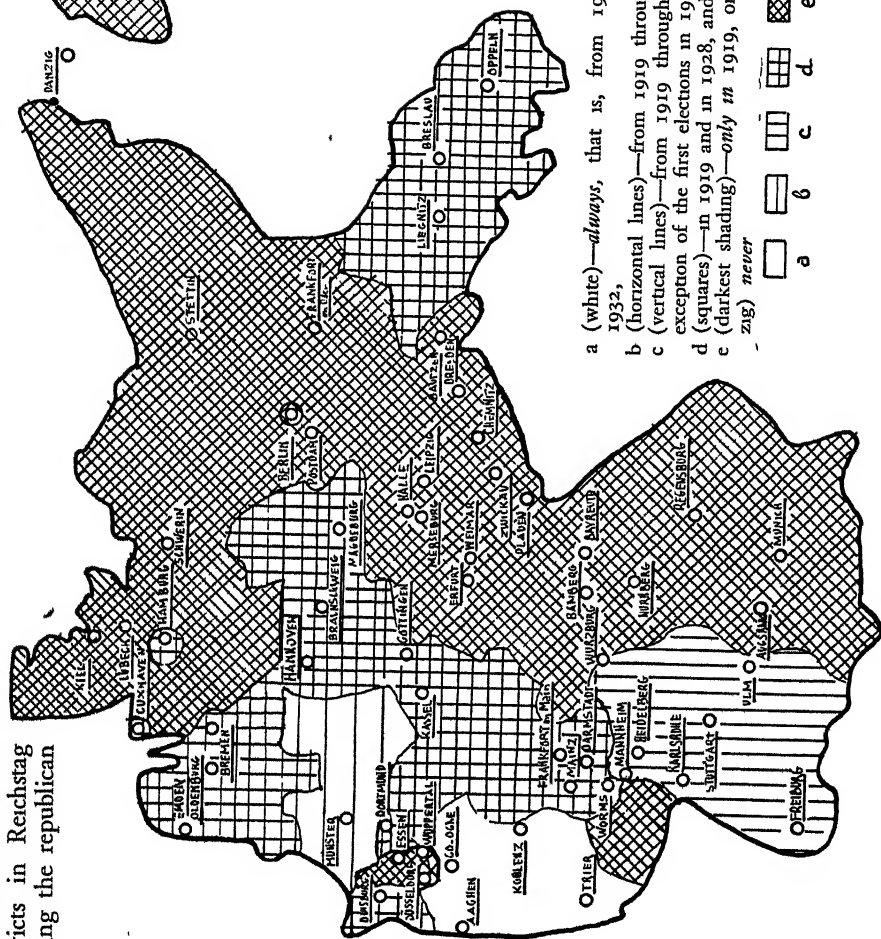 ricts in Reichstag
ing the republican
KIEL
LÜBECK
CUXHAVEN
HAMBURG
SCHWERIN
STETTIN
DANZIG
EMDEN
OLDENBURG
BREMEN
HANNOVER
BRAUNSCHWEIG
MAGDEBURG
BERLIN
POTSDAM
FRANKFORT
MÜNSTER
DORTMUND
ESSEN
DUISBURG
DÜSSELDORF
WUPPERTAL
KASSEL
GÖTTINGEN
HALLE
MERSEBURG
LEIPZIG
ERFURT
WEIMAR
BAUTZEN
DRESDEN
CHEMNITZ
ZWICKAU
PLAUEN
LIEGNITZ
BRESLAU
OPPELN
COLOGNE
AACHEN
KOBLENZ
TRIER
FRANKFORT a. Main
MAINZ
DARMSTADT
WORMS
MANNHEIM
HEIDELBERG
WURZBURG
BAMBERG
BAYREUTH
NURNBERG
REGENSBURG
KARLSRUHE
STUTTGART
ULM
AUGSBURG
MUNICH
FREIBURG
a (white)—always, that is, from 19
1932,
b (horizontal lines)—from 1919 throu
c (vertical lines)—from 1919 through
exception of the first elections in 19
d (squares)—in 1919 and in 1928, and
e (darkest shading)—only in 1919, or
zig) never
a b c d e